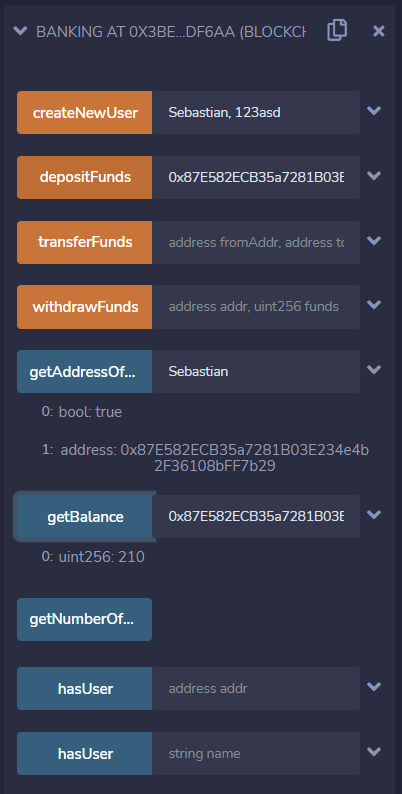 BANKING AT 0X3BE...DF6AA (BLOCKCH
createNewUser Sebastian, 123asd
depositFunds 0x87E582ECB35a7281B03E
transferFunds address fromAddr, address to
withdrawFunds address addr, uint256 funds
getAddressOf... Sebastian
0: bool: true
1: address: 0x87E582ECB35a7281B03E234e4b
2F36108bFF7b29
getBalance 0x87E582ECB35a7281B03E
0: uint256: 210
getNumberOf...
hasUser address addr
hasUser string name